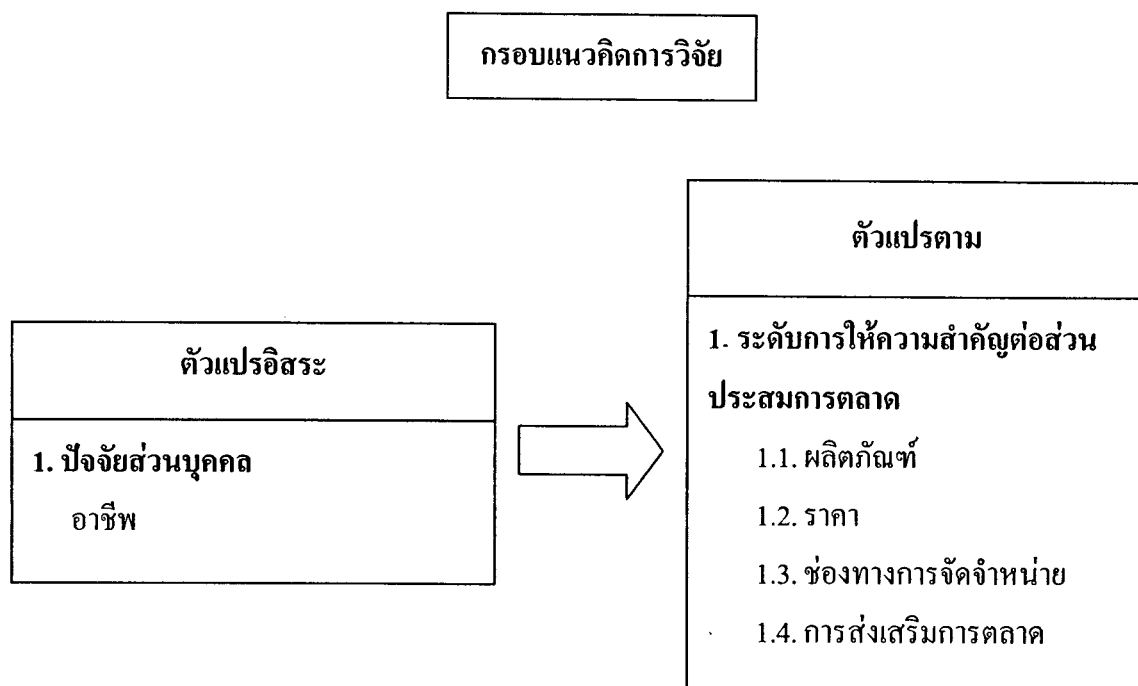 กรอบแนวคิดการวิจัย
ตัวแปรอิสระ
1. ปัจจัยส่วนบุคคล
อาชีพ
ตัวแปรตาม
1. ระดับการให้ความสำคัญต่อส่วน
ประสมการตลาด
1.1. ผลิตภัณฑ์
1.2. ราคา
1.3. ช่องทางการจัดจำหน่าย
1.4. การส่งเสริมการตลาด